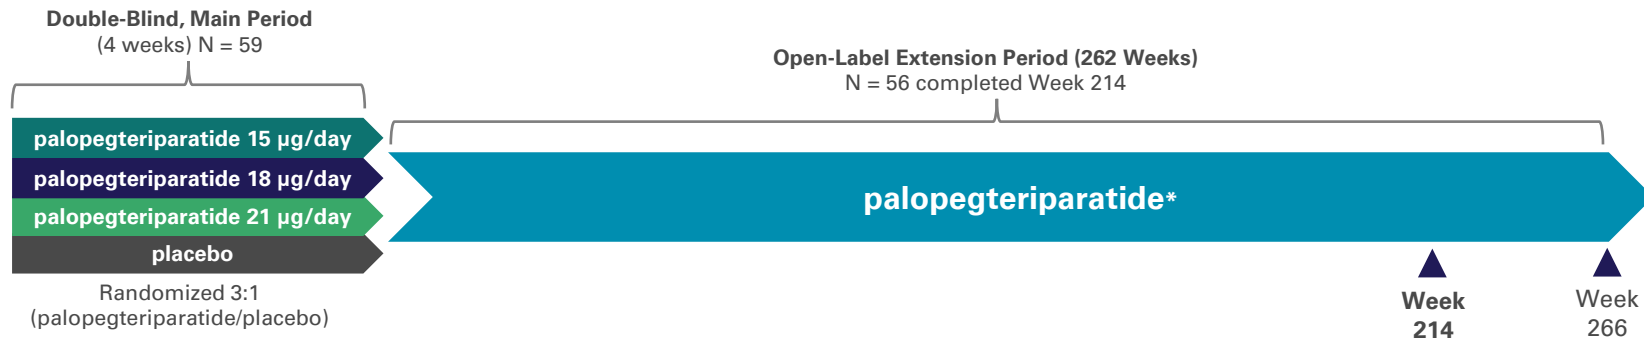 Double-Blind, Main Period
(4 weeks) N = 59
palopegteriparatide 15 µg/day
palopegteriparatide 18 µg/day
palopegteriparatide 21 µg/day
placebo
Randomized 3:1
(palopegteriparatide/placebo)
Open-Label Extension Period (262 Weeks)
N = 56 completed Week 214
palopegteriparatide*
Week
214
Week
266